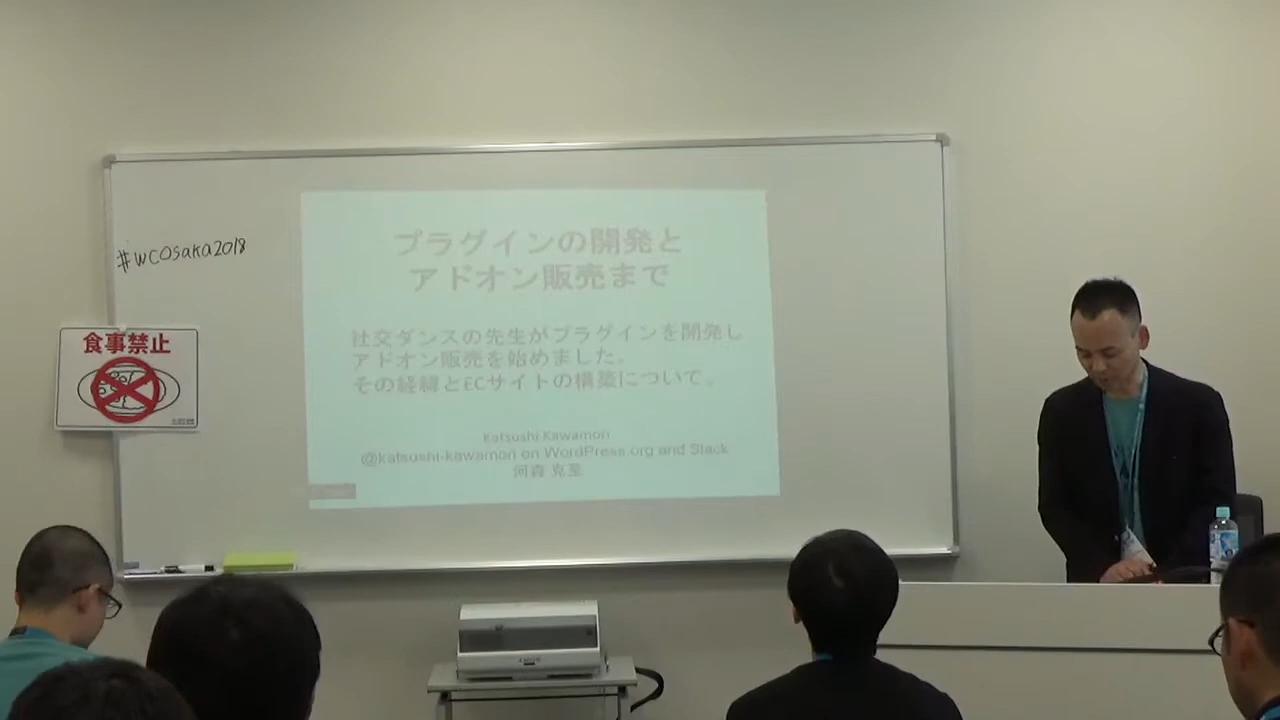 #WCOsaka2018
食事禁止
プラグインの開発と
アドオン販売まで
社交ダンスの先生がプラグインを開発し
アドオン販売を始めました。
その経緯とECサイトの構築について。
Katsushi Kawamori
@katsushi-kawamori on WordPress.org and Slack
河森 克至